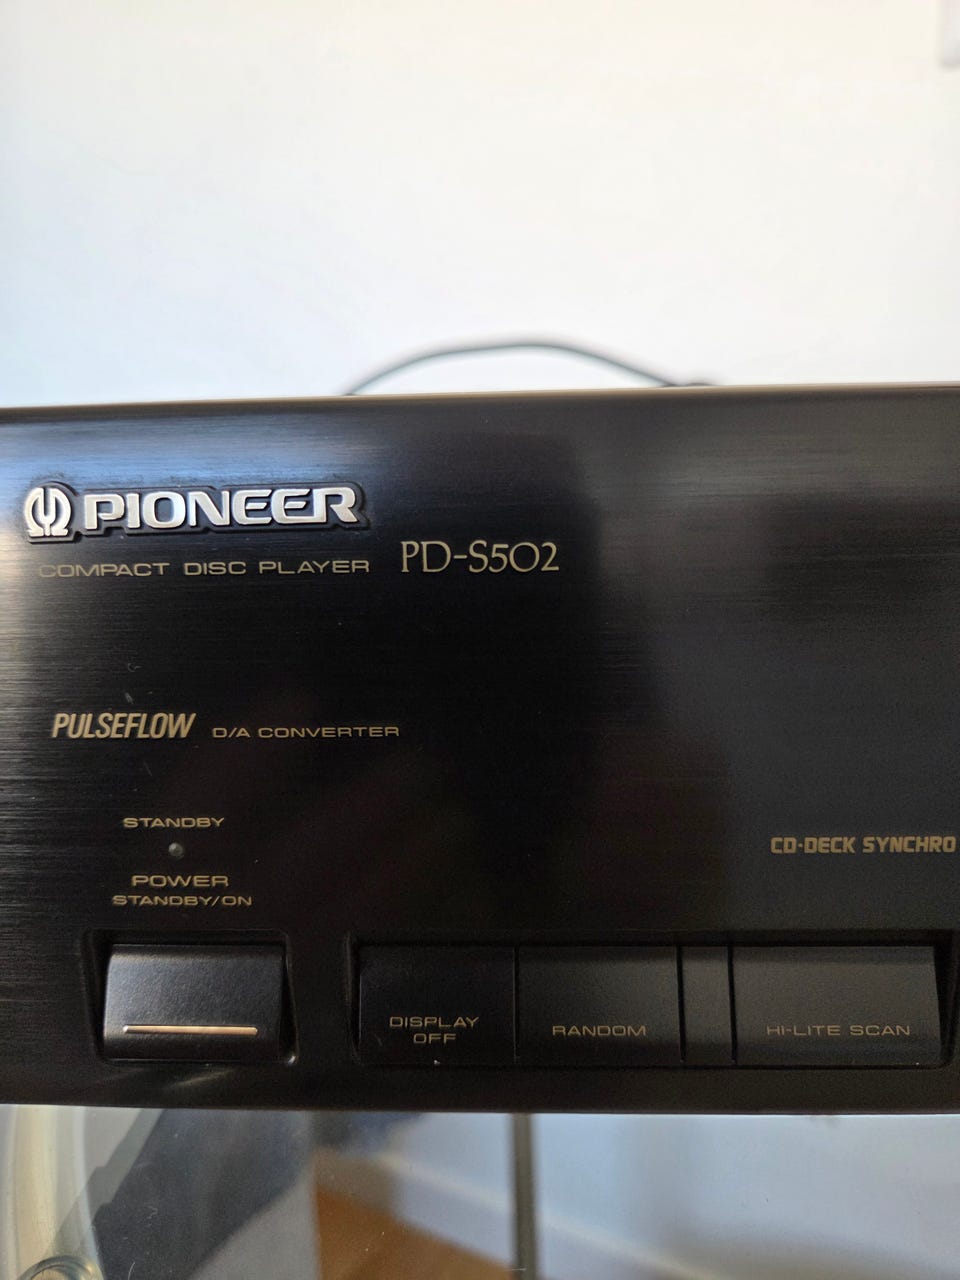 PIONEER
COMPACT DISC PLAYER PD-S502
PULSEFLOW D/A CONVERTER
STANDBY
CD·DECK SYNCHRO
POWER
STANDBY/ON
DISPLAY
OFF
RANDOM
HI-LITE SCAN